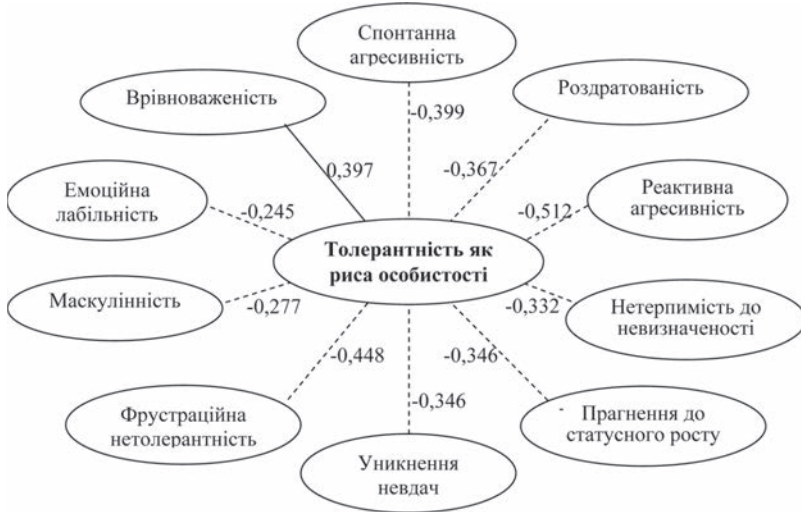 Спонтанна
агресивність
Врівноваженість
Роздратованість
-0,399
0,397
-0,367
Емоційна
лабільність
-0,245
-0,512
Реактивна
агресивність
Толерантність як
риса особистості
Маскулінність
-0,277
-0,332
Нетерпимість до
невизначеності
-0,448
-0,346
-0,346
Фрустраційна
нетолерантність
Уникнення
невдач
Прагнення до
статусного росту